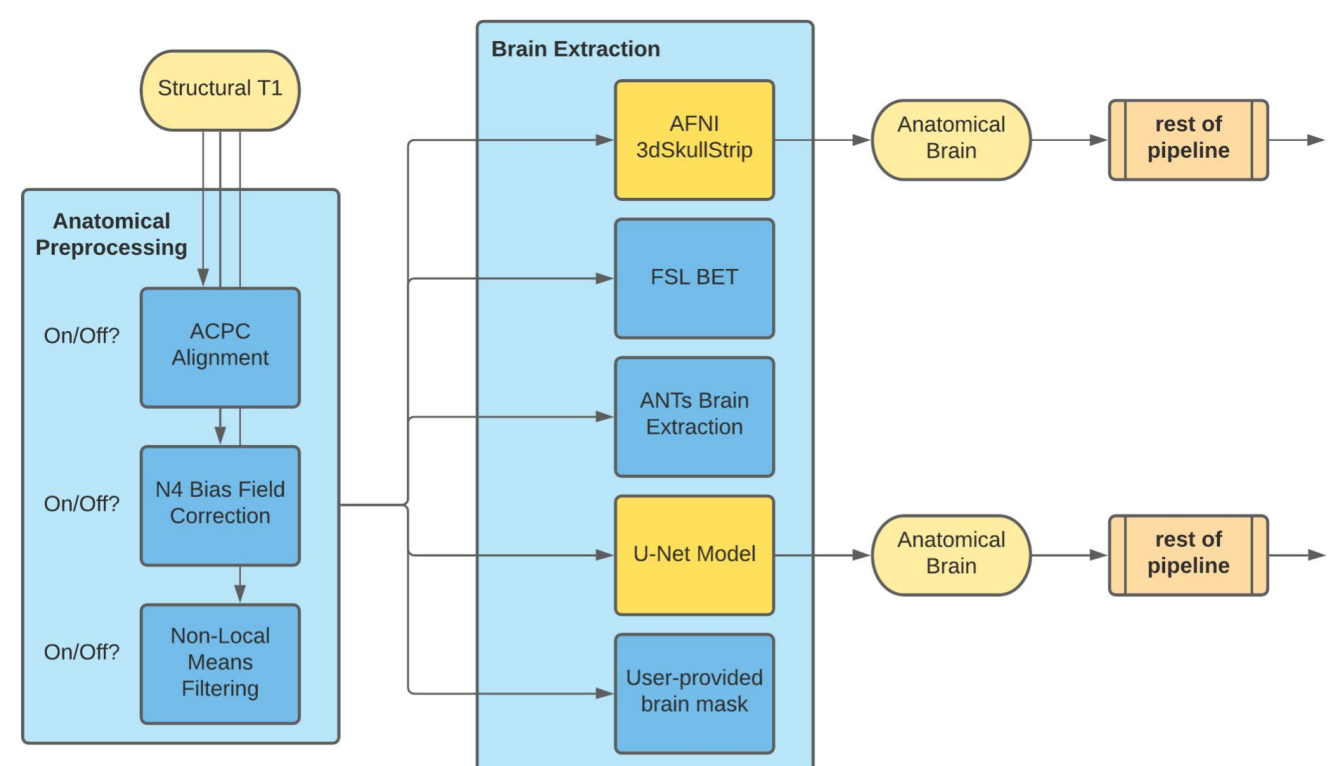 Structural T1
Anatomical
Preprocessing
On/Off?
ACPC
Alignment
On/Off?
N4 Bias Field
Correction
On/Off?
Non-Local
Means
Filtering
Brain Extraction
AFNI
3dSkullStrip
FSL BET
ANTs Brain
Extraction
U-Net Model
User-provided
brain mask
Anatomical
Brain
rest of
pipeline
Anatomical
Brain
rest of
pipeline